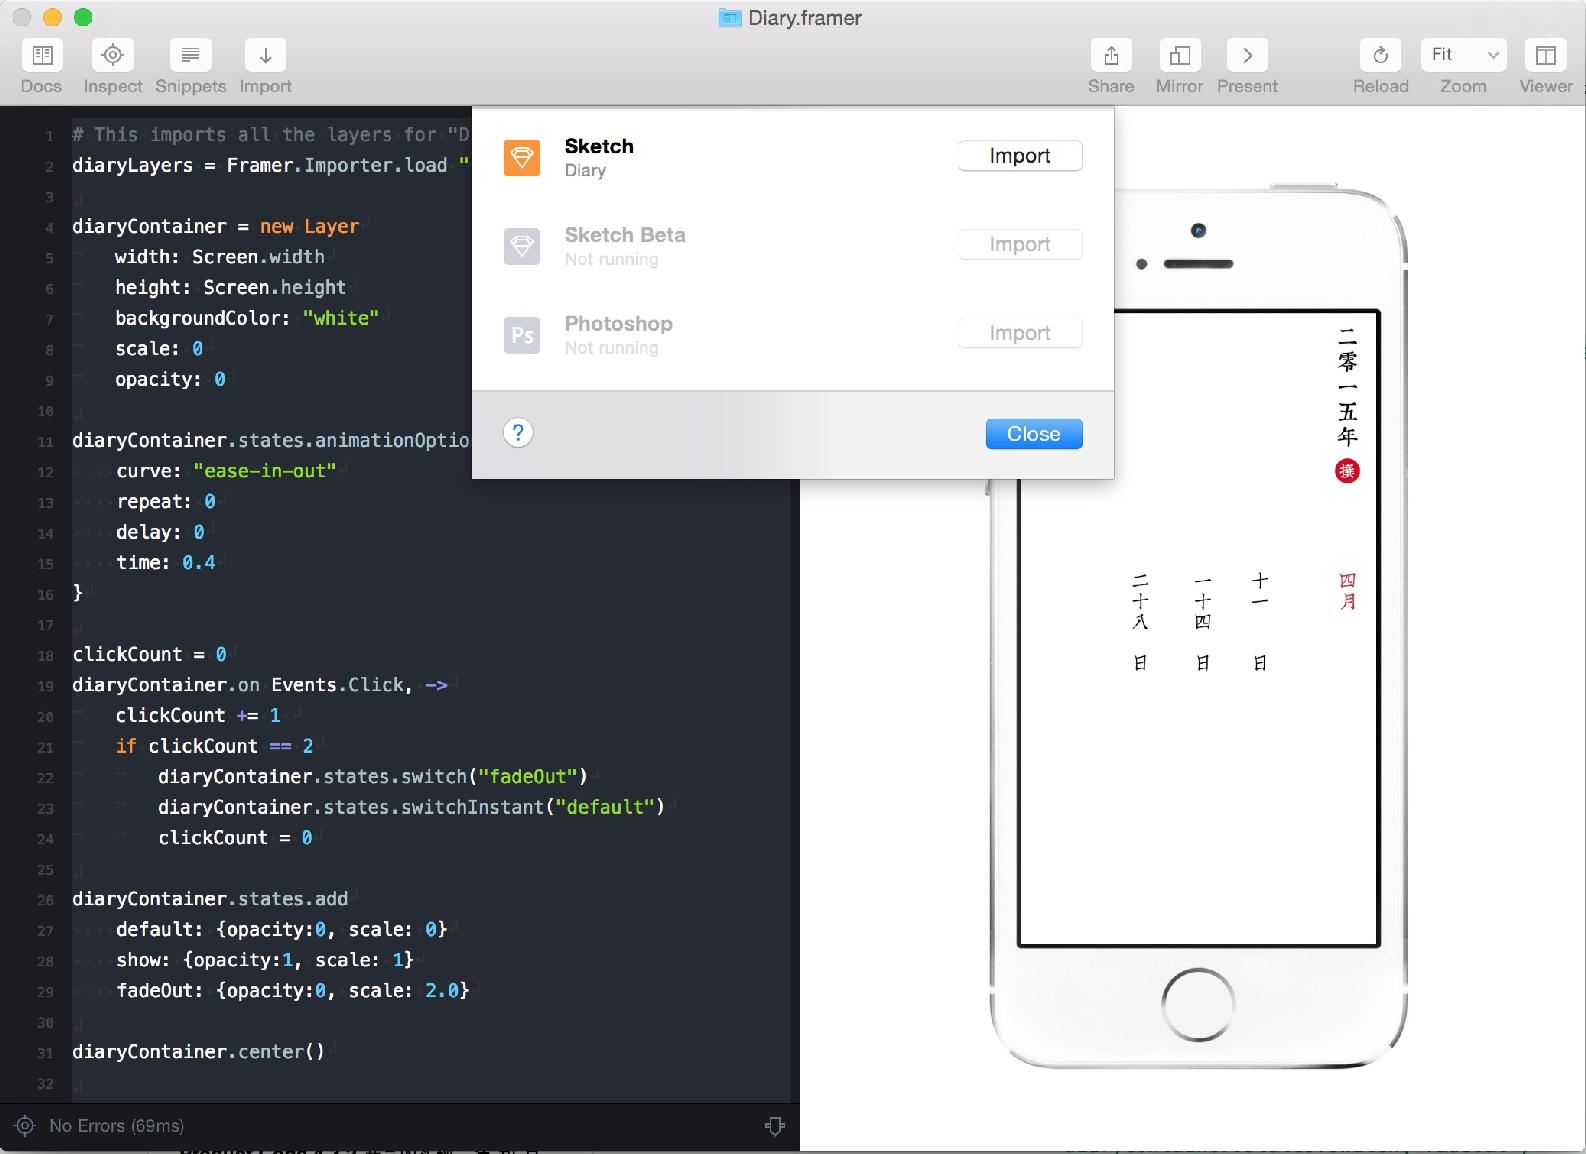 Diary.framer
Docs
Inspect
Snippets
Import
Share
Mirror
Present
Reload
Fit
Zoom
Viewer
1 # This imports all the layers for "D
2 diaryLayers = Framer.Importer.load "
3
4 diaryContainer = new Layer
5 width: Screen.width
6 height: Screen.height
7 backgroundColor: "white"
8 scale: 0
9 opacity: 0
10
11 diaryContainer.states.animationOptio
12 curve: "ease-in-out"
13 repeat: 0
14 delay: 0
15 time: 0.4
16 }
17
18 clickCount = 0
19 diaryContainer.on Events.Click, ->
20 clickCount += 1
21 if clickCount == 2
22 diaryContainer.states.switch("fadeOut")
23 diaryContainer.states.switchInstant("default")
24 clickCount = 0
25
26 diaryContainer.states.add
27 default: {opacity:0, scale: 0}
28 show: {opacity:1, scale: 1}
29 fadeOut: {opacity:0, scale: 2.0}
30
31 diaryContainer.center()
32
No Errors (69ms)
Sketch
Diary
Import
Sketch Beta
Not running
Import
Ps
Photoshop
Not running
Import
?
Close
二零一五年
撰
四月
十一日
一十四日
二十八日